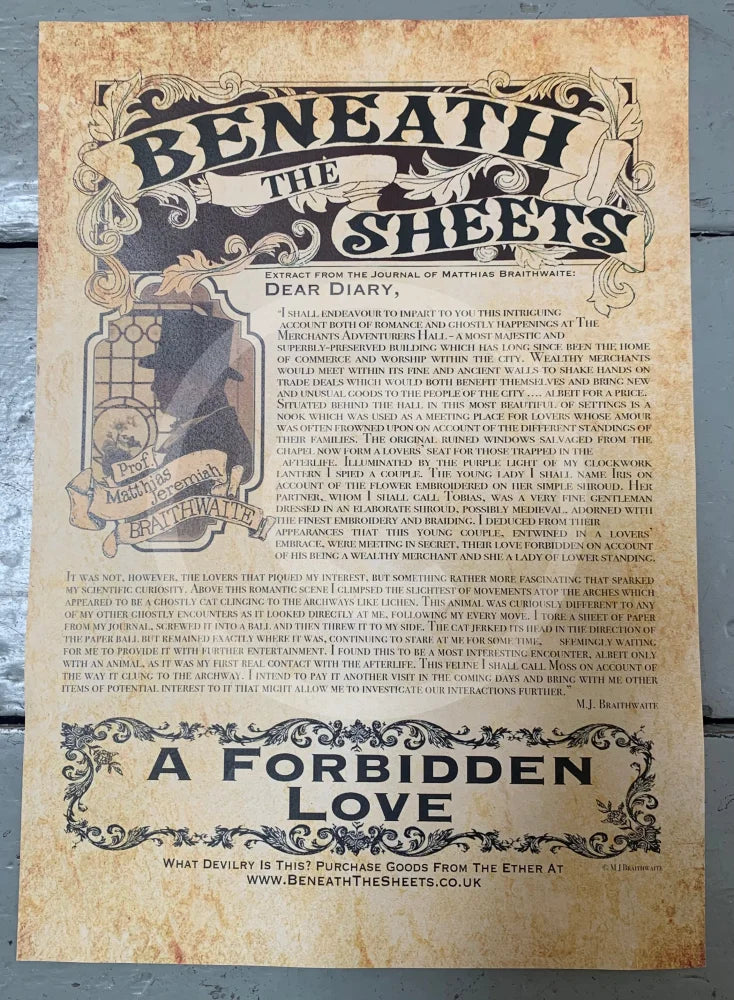 BENEATH
THE
SHEETS
EXTRACT FROM THE JOURNAL OF MATTHIAS BRAITHWAITE:
DEAR DIARY,
"I SHALL ENDEAVOUR TO IMPART TO YOU THIS INTRIGUING
ACCOUNT BOTH OF ROMANCE AND GHOSTLY HAPPENINGS AT THE
MERCHANTS ADVENTURERS HALL - A MOST MAJESTIC AND
SUPERBLY-PRESERVED BUILDING WHICH HAS LONG SINCE BEEN THE HOME
OF COMMERCE AND WORSHIP WITHIN THE CITY. WEALTHY MERCHANTS
WOULD MEET WITHIN ITS FINE AND ANCIENT WALLS TO SHAKE HANDS ON
TRADE DEALS WHICH WOULD BOTH BENEFIT THEMSELVES AND BRING NEW
AND UNUSUAL GOODS TO THE PEOPLE OF THE CITY .... ALBEIT FOR A PRICE.
SITUATED BEHIND THE HALL IN THIS MOST BEAUTIFUL OF SETTINGS IS A
NOOK WHICH WAS USED AS A MEETING PLACE FOR LOVERS WHOSE AMOUR
WAS OFTEN FROWNED UPON ON ACCOUNT OF THE DIFFERENT STANDINGS OF
THEIR FAMILIES. THE ORIGINAL RUINED WINDOWS SALVAGED FROM THE
CHAPEL NOW FORM A LOVERS' SEAT FOR THOSE TRAPPED IN THE
AFTERLIFE. ILLUMINATED BY THE PURPLE LIGHT OF MY CLOCKWORK
LANTERN I SPIED A COUPLE. THE YOUNG LADY I SHALL NAME IRIS ON
ACCOUNT OF THE FLOWER EMBROIDERED ON HER SIMPLE SHROUD. HER
PARTNER, WHOM I SHALL CALL TOBIAS, WAS A VERY FINE GENTLEMAN
DRESSED IN AN ELABORATE SHROUD, POSSIBLY MEDIEVAL, ADORNED WITH
THE FINEST EMBROIDERY AND BRAIDING. I DEDUCED FROM THEIR
APPEARANCES THAT THIS YOUNG COUPLE, ENTWINED IN A LOVERS'
EMBRACE, WERE MEETING IN SECRET, THEIR LOVE FORBIDDEN ON ACCOUNT
OF HIS BEING A WEALTHY MERCHANT AND SHE A LADY OF LOWER STANDING.
Prof.
Matthias
Jeremiah
BRAITHWAITE
IT WAS NOT, HOWEVER, THE LOVERS THAT PIQUED MY INTEREST, BUT SOMETHING RATHER MORE FASCINATING THAT SPARKED
MY SCIENTIFIC CURIOSITY. ABOVE THIS ROMANTIC SCENE I GLIMPSED THE SLIGHTEST OF MOVEMENTS ATOP THE ARCHES WHICH
APPEARED TO BE A GHOSTLY CAT CLINGING TO THE ARCHWAYS LIKE LICHEN. THIS ANIMAL WAS CURIOUSLY DIFFERENT TO ANY
OF MY OTHER GHOSTLY ENCOUNTERS AS IT LOOKED DIRECTLY AT ME, FOLLOWING MY EVERY MOVE. I TORE A SHEET OF PAPER
FROM MY JOURNAL, SCREWED IT INTO A BALL AND THEN THREW IT TO MY SIDE. THE CAT JERKED ITS HEAD IN THE DIRECTION OF
THE PAPER BALL BUT REMAINED EXACTLY WHERE IT WAS, CONTINUING TO STARE AT ME FOR SOME TIME, SEEMINGLY WAITING
FOR ME TO PROVIDE IT WITH FURTHER ENTERTAINMENT. I FOUND THIS TO BE A MOST INTERESTING ENCOUNTER, ALBEIT ONLY
WITH AN ANIMAL, AS IT WAS MY FIRST REAL CONTACT WITH THE AFTERLIFE. THIS FELINE I SHALL CALL MOSS ON ACCOUNT OF
THE WAY IT CLUNG TO THE ARCHWAY. I INTEND TO PAY IT ANOTHER VISIT IN THE COMING DAYS AND BRING WITH ME OTHER
ITEMS OF POTENTIAL INTEREST TO IT THAT MIGHT ALLOW ME TO INVESTIGATE OUR INTERACTIONS FURTHER."
M.J. BRAITHWAITE
A FORBIDDEN
LOVE
WHAT DEVILRY IS THIS? PURCHASE GOODS FROM THE ETHER AT
WWW.BENEATHTHESHEETS.CO.UK
© M J BRAITHWAITE